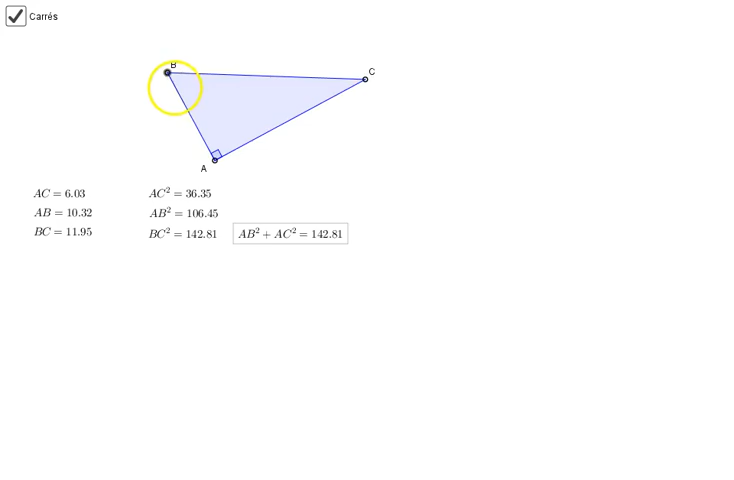 Carrés
B
C
A
AC = 6.03
AC² = 36.35
AB = 10.32
AB² = 106.45
BC = 11.95
BC² = 142.81
AB² + AC² = 142.81